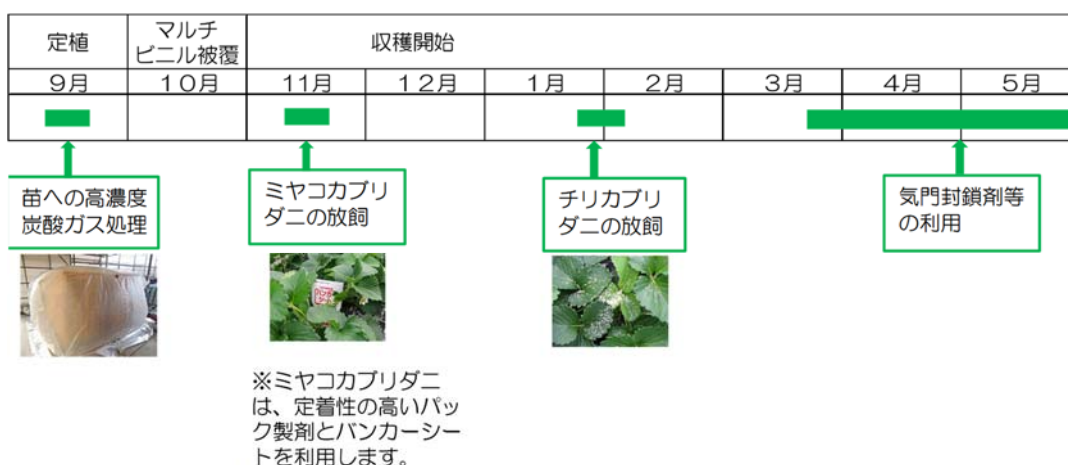 定植
マルチ
ビニル被覆
収穫開始
9月
10月
11月
12月
1月
2月
3月
4月
5月
苗への高濃度
炭酸ガス処理
ミヤコカブリ
ダニの放飼
チリカブリ
ダニの放飼
気門封鎖剤等
の利用
※ミヤコカブリダニ
は、定着性の高いパッ
ク製剤とバンカーシー
トを利用します。